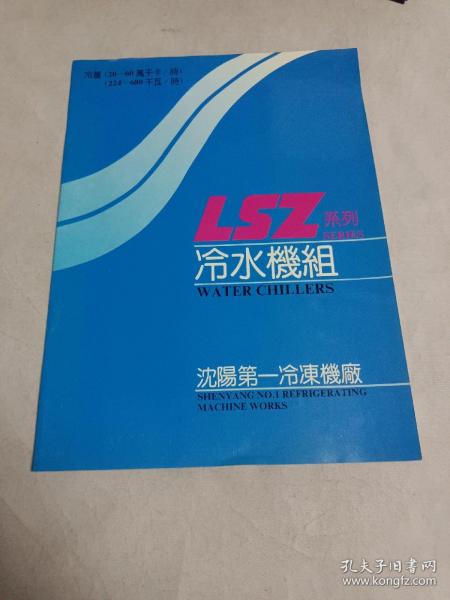 冷量(20—60萬千卡/時)
(224—680千瓦/時)
LSZ系列
SERIES
冷水機組
WATER CHILLERS
沈陽第一冷凍機廠
SHENYANG NO.1 REFRIGERATING
MACHINE WORKS
孔夫子旧书网
www.kongfz.com